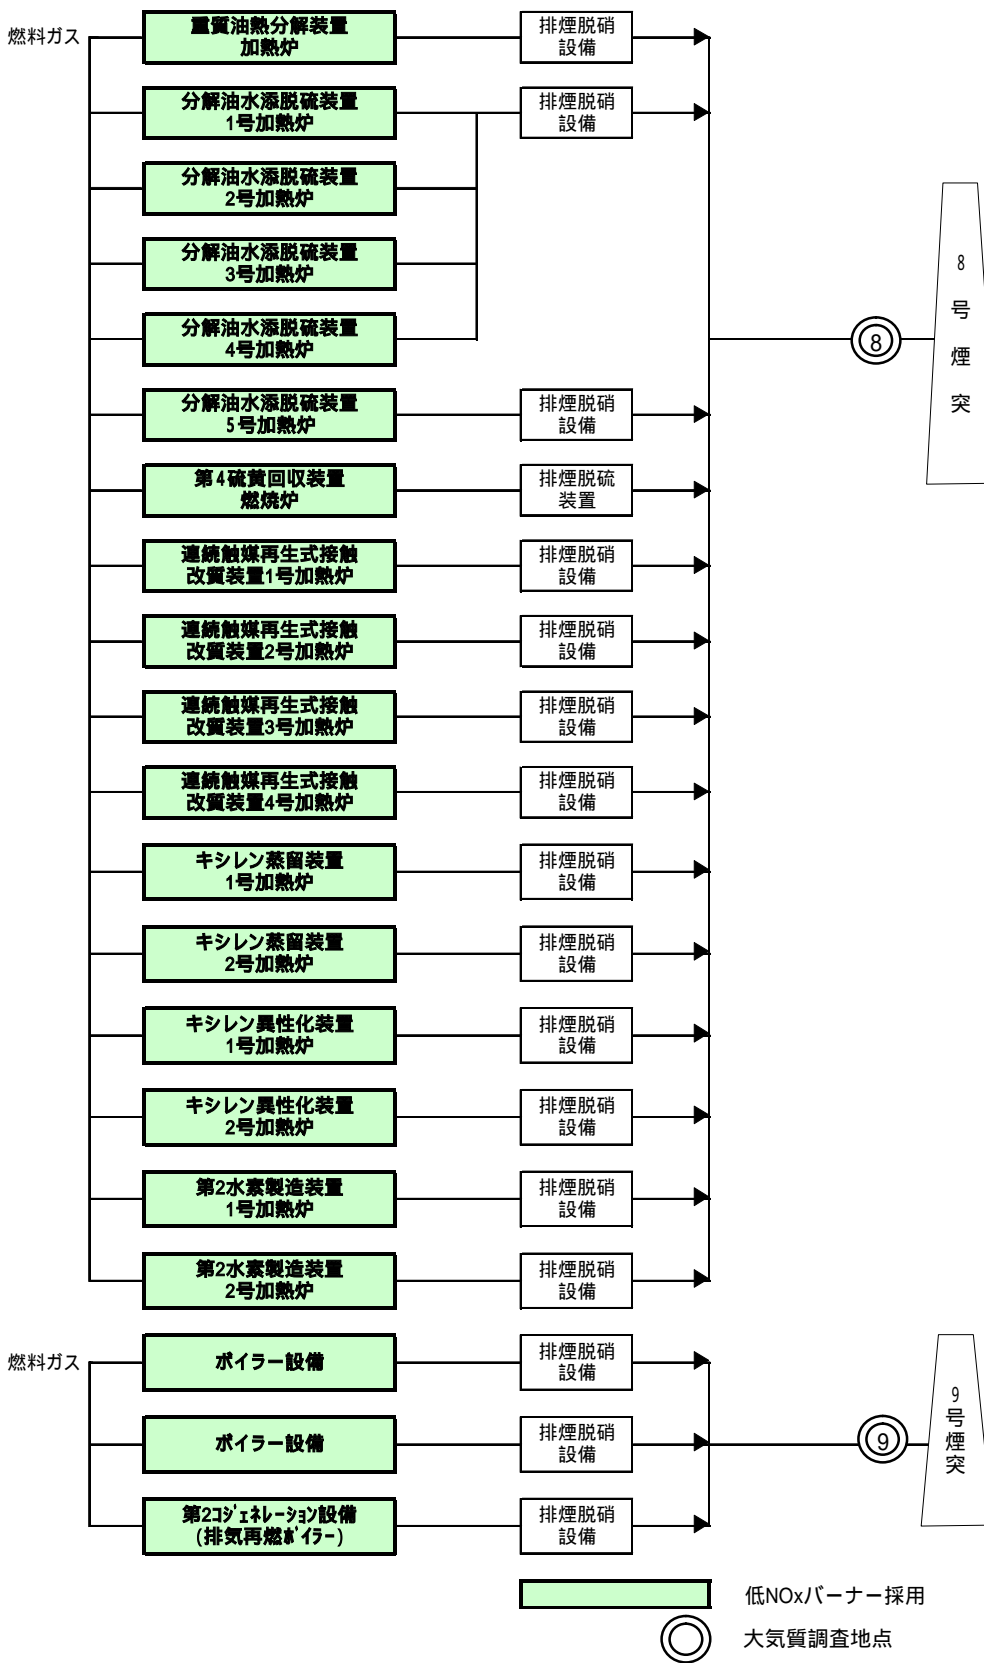 燃料ガス
重質油熱分解装置
加熱炉
排煙脱硝
設備
分解油水添脱硫装置
1号加熱炉
排煙脱硝
設備
分解油水添脱硫装置
2号加熱炉
分解油水添脱硫装置
3号加熱炉
分解油水添脱硫装置
4号加熱炉
8
8号煙突
分解油水添脱硫装置
5号加熱炉
排煙脱硝
設備
第4硫黄回収装置
燃焼炉
排煙脱硫
装置
連続触媒再生式接触
改質装置1号加熱炉
排煙脱硝
設備
連続触媒再生式接触
改質装置2号加熱炉
排煙脱硝
設備
連続触媒再生式接触
改質装置3号加熱炉
排煙脱硝
設備
連続触媒再生式接触
改質装置4号加熱炉
排煙脱硝
設備
キシレン蒸留装置
1号加熱炉
排煙脱硝
設備
キシレン蒸留装置
2号加熱炉
排煙脱硝
設備
キシレン異性化装置
1号加熱炉
排煙脱硝
設備
キシレン異性化装置
2号加熱炉
排煙脱硝
設備
第2水素製造装置
1号加熱炉
排煙脱硝
設備
第2水素製造装置
2号加熱炉
排煙脱硝
設備
燃料ガス
ボイラー設備
排煙脱硝
設備
ボイラー設備
排煙脱硝
設備
9
9号煙突
第2ｺｼﾞｪﾈﾚｰｼｮﾝ設備
(排気再燃ﾎﾞｲﾗｰ)
排煙脱硝
設備
低NOxバーナー採用
大気質調査地点